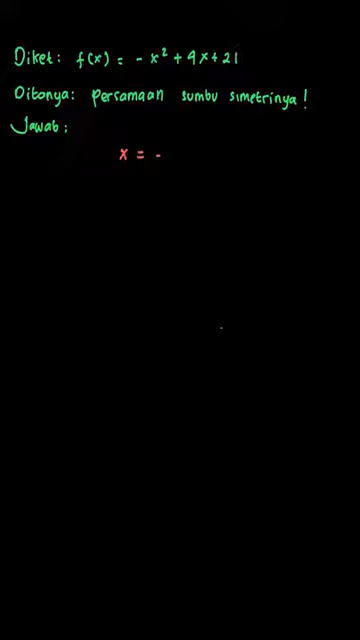 Diket: f(x) = - x² + 4x + 21
Ditanya: persamaan sumbu simetrinya !
Jawab:
x = -